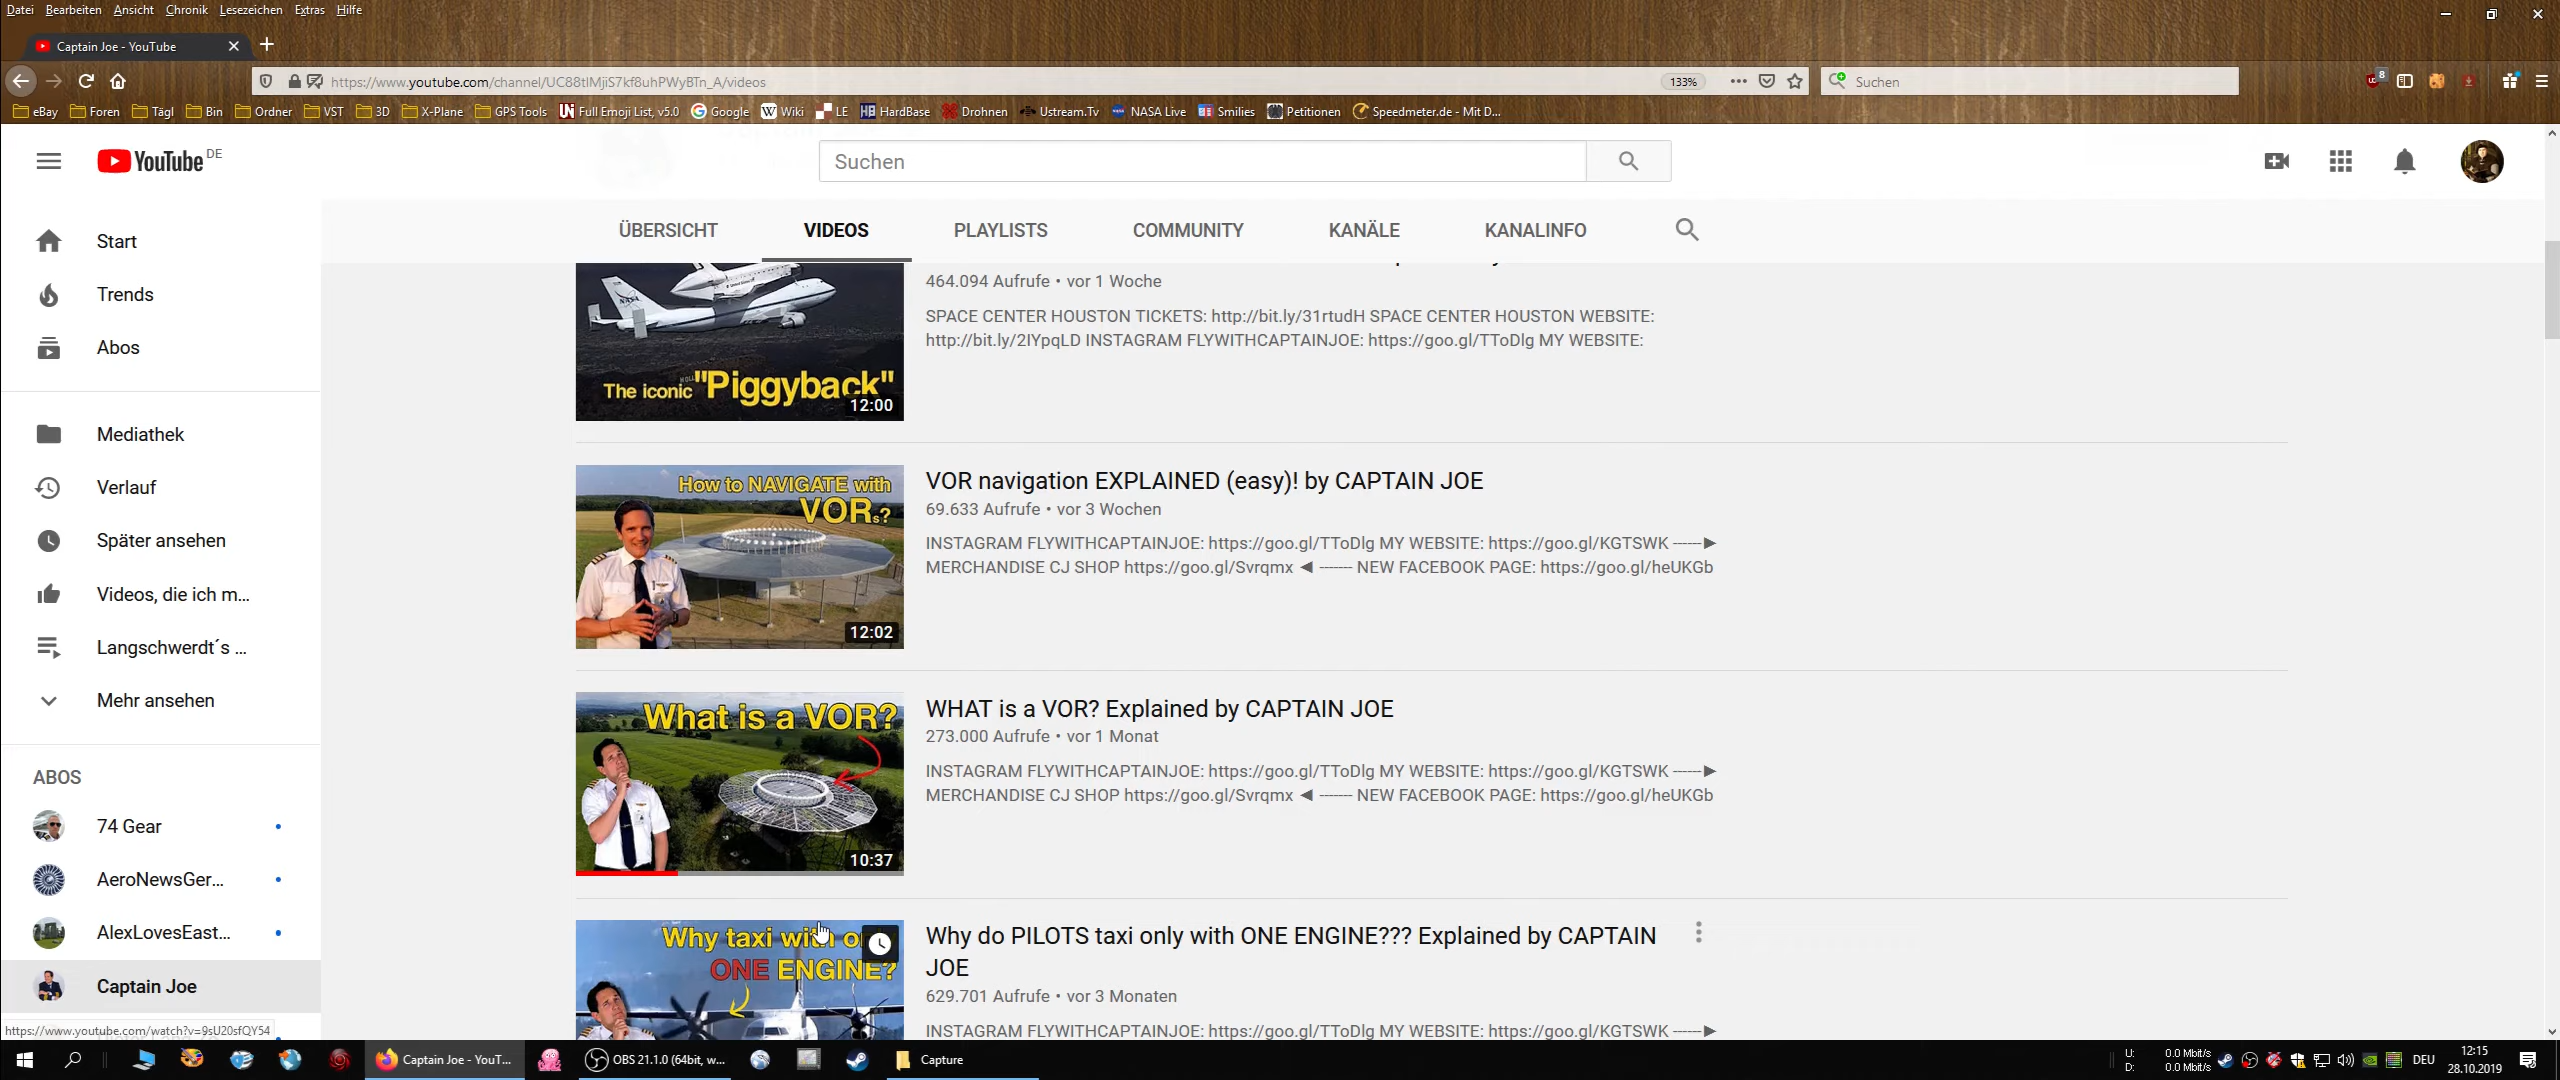 Datei Bearbeiten Ansicht Chronik Lesezeichen Extras Hilfe
Captain Joe - YouTube
https://www.youtube.com/channel/UC88tlMjiS7kf8uhPWyBTn_A/videos
133%
Suchen
8
eBay Foren Tägl Bin Ordner VST 3D X-Plane GPS Tools Full Emoji List, v5.0 Google Wiki LE HardBase Drohnen Ustream.Tv NASA Live Smilies Petitionen Speedmeter.de - Mit D...
YouTube DE
Suchen
ÜBERSICHT VIDEOS PLAYLISTS COMMUNITY KANÄLE KANALINFO
Start
Trends
Abos
Mediathek
Verlauf
Später ansehen
Videos, die ich m...
Langschwerdt´s ...
Mehr ansehen
ABOS
74 Gear
AeroNewsGer...
AlexLovesEast...
Captain Joe
NASA
The iconic "Piggyback"
12:00
464.094 Aufrufe • vor 1 Woche
SPACE CENTER HOUSTON TICKETS: http://bit.ly/31rtudH SPACE CENTER HOUSTON WEBSITE:
http://bit.ly/2IYpqLD INSTAGRAM FLYWITHCAPTAINJOE: https://goo.gl/TToDlg MY WEBSITE:
How to NAVIGATE with
VORs?
12:02
VOR navigation EXPLAINED (easy)! by CAPTAIN JOE
69.633 Aufrufe • vor 3 Wochen
INSTAGRAM FLYWITHCAPTAINJOE: https://goo.gl/TToDlg MY WEBSITE: https://goo.gl/KGTSWK ------►
MERCHANDISE CJ SHOP https://goo.gl/Svrqmx ◄ ------- NEW FACEBOOK PAGE: https://goo.gl/heUKGb
What is a VOR?
10:37
WHAT is a VOR? Explained by CAPTAIN JOE
273.000 Aufrufe • vor 1 Monat
INSTAGRAM FLYWITHCAPTAINJOE: https://goo.gl/TToDlg MY WEBSITE: https://goo.gl/KGTSWK ------►
MERCHANDISE CJ SHOP https://goo.gl/Svrqmx ◄ ------- NEW FACEBOOK PAGE: https://goo.gl/heUKGb
Why taxi with
ONE ENGINE?
Why do PILOTS taxi only with ONE ENGINE??? Explained by CAPTAIN
JOE
629.701 Aufrufe • vor 3 Monaten
INSTAGRAM FLYWITHCAPTAINJOE: https://goo.gl/TToDlg MY WEBSITE: https://goo.gl/KGTSWK ------►
https://www.youtube.com/watch?v=9sU20sfQY54
Captain Joe - YouT...
OBS 21.1.0 (64bit, w...
Capture
U: 0.0 Mbit/s
D: 0.0 Mbit/s
DEU
12:15
28.10.2019